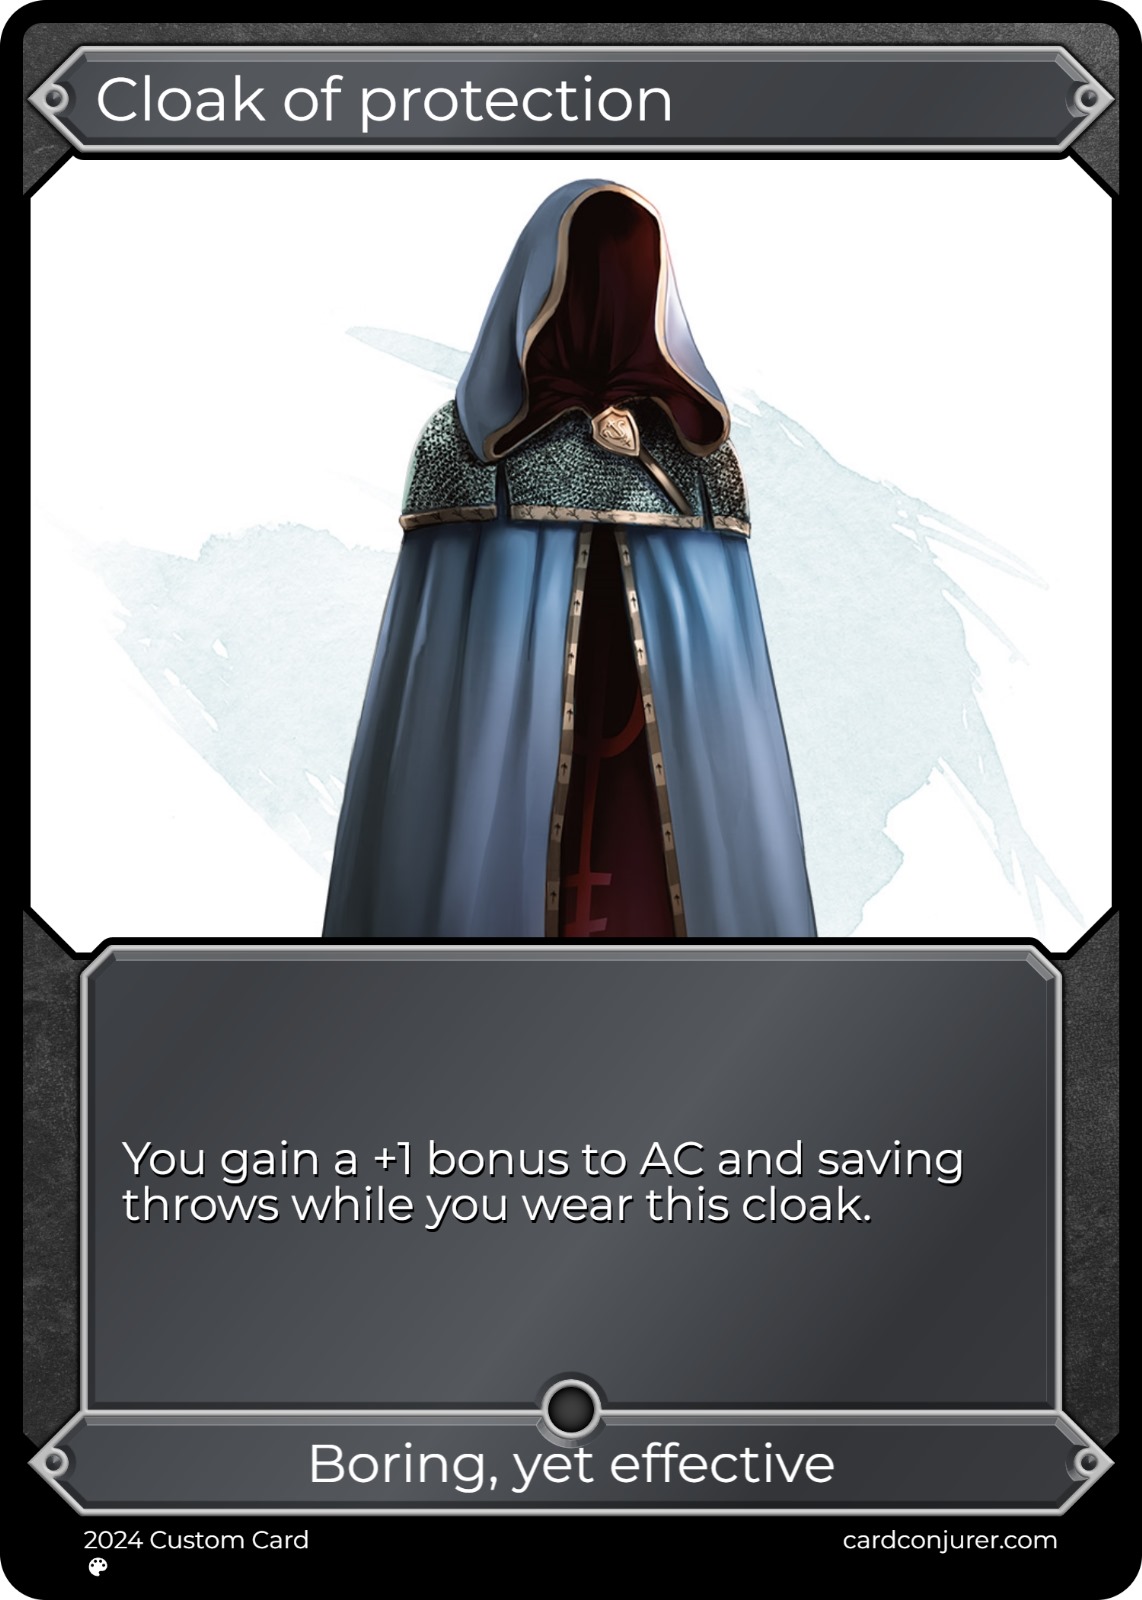 Cloak of protection
You gain a +1 bonus to AC and saving
throws while you wear this cloak.
Boring, yet effective
2024 Custom Card
cardconjurer.com